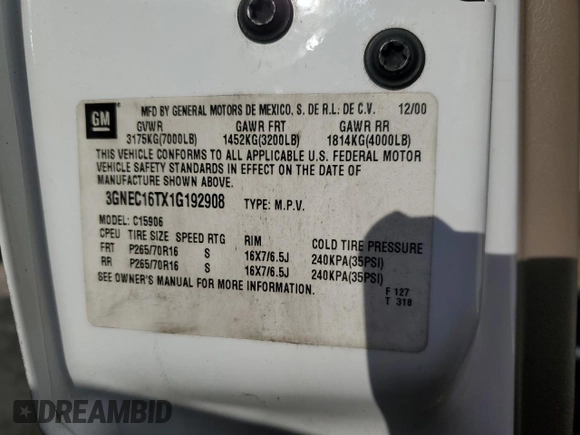 GM
MFD BY GENERAL MOTORS DE MEXICO, S. DE R.L. DE C.V. 12/00
GVWR GAWR FRT GAWR RR
3175KG(7000LB) 1452KG(3200LB) 1814KG(4000LB)
THIS VEHICLE CONFORMS TO ALL APPLICABLE U.S. FEDERAL MOTOR
VEHICLE SAFETY STANDARDS IN EFFECT ON THE DATE OF
MANUFACTURE SHOWN ABOVE.
3GNEC16TX1G192908 TYPE: M.P.V.
MODEL: C15906
CPEU TIRE SIZE SPEED RTG RIM COLD TIRE PRESSURE
FRT P265/70R16 S 16X7/6.5J 240KPA(35PSI)
RR P265/70R16 S 16X7/6.5J 240KPA(35PSI)
SEE OWNER'S MANUAL FOR MORE INFORMATION.
F 127
T 318
DREAMBID